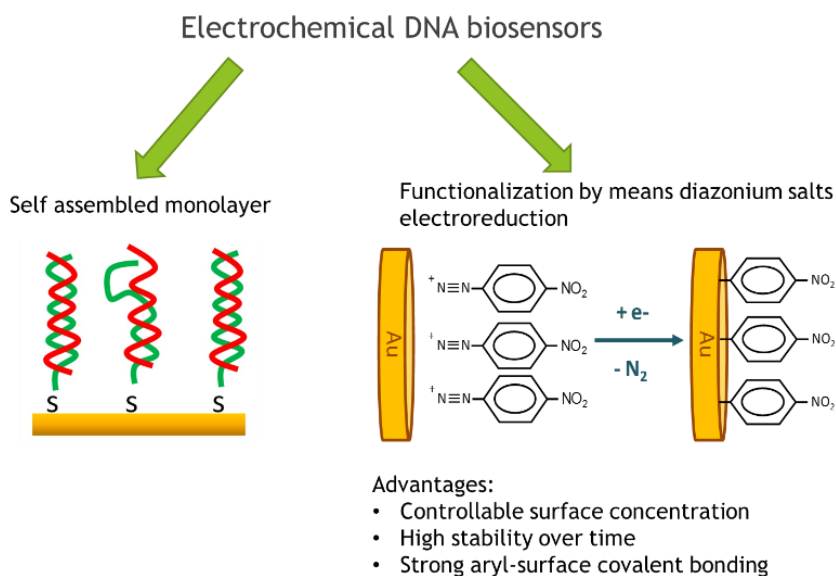 Electrochemical DNA biosensors
Self assembled monolayer
S S S
Functionalization by means diazonium salts
electroreduction
Au
+N≡N NO₂
+N≡N NO₂
+N≡N NO₂
+ e-
- N₂
Au
NO₂
NO₂
NO₂
Advantages:
• Controllable surface concentration
• High stability over time
• Strong aryl-surface covalent bonding